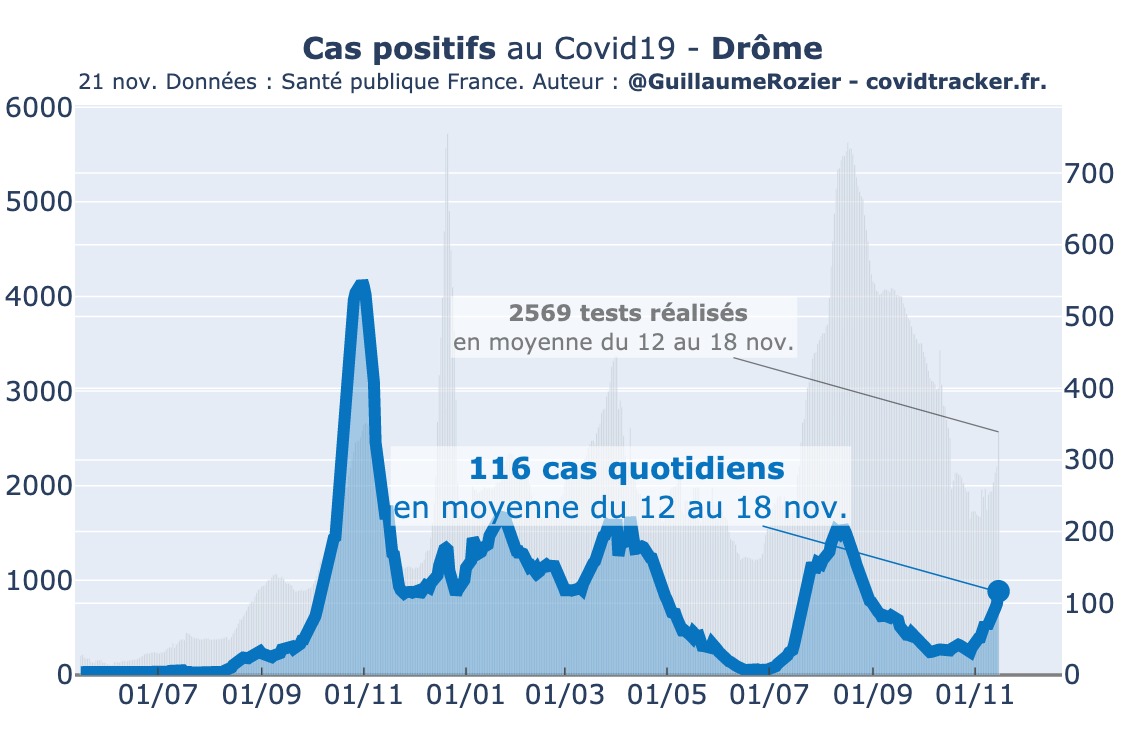 Cas positifs au Covid19 - Drôme
21 nov. Données : Santé publique France. Auteur : @GuillaumeRozier - covidtracker.fr.
6000
5000
4000
3000
2000
1000
0
700
600
500
400
300
200
100
0
2569 tests réalisés
en moyenne du 12 au 18 nov.
116 cas quotidiens
en moyenne du 12 au 18 nov.
01/07 01/09 01/11 01/01 01/03 01/05 01/07 01/09 01/11